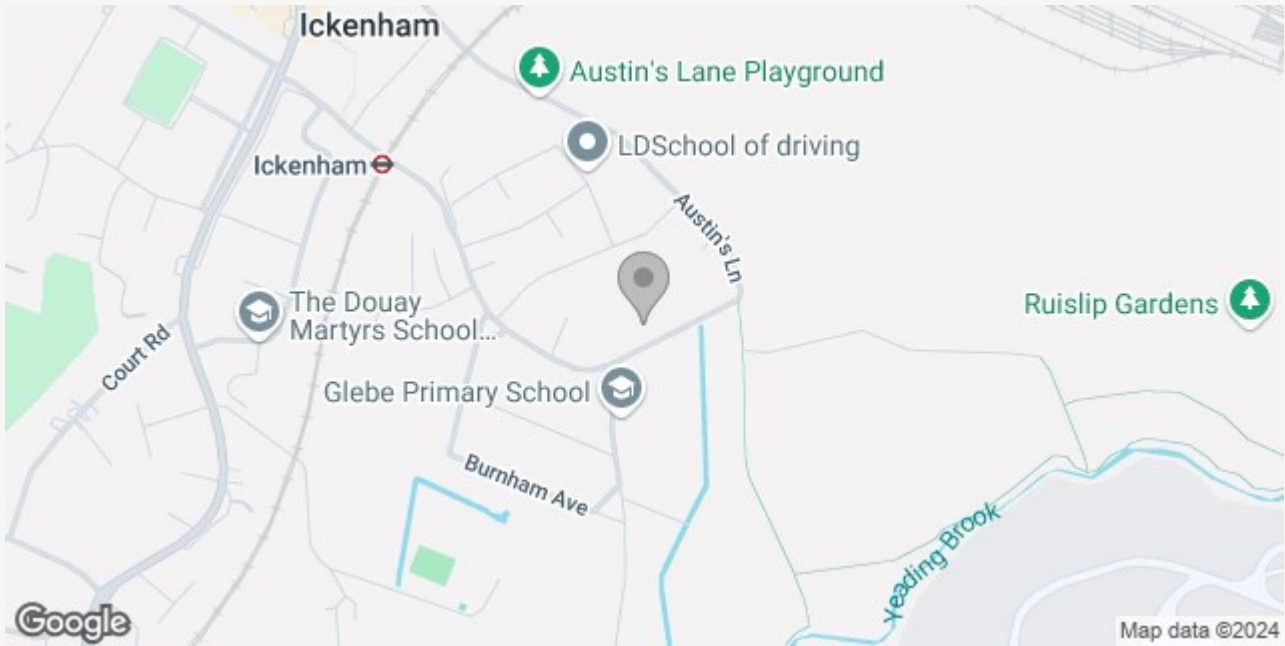 Ickenham
Austin's Lane Playground
LDSchool of driving
Ickenham
Austin's Ln
Ruislip Gardens
The Douay
Martyrs School...
Court Rd
Glebe Primary School
Burnham Ave
Yeading Brook
Google
Map data ©2024